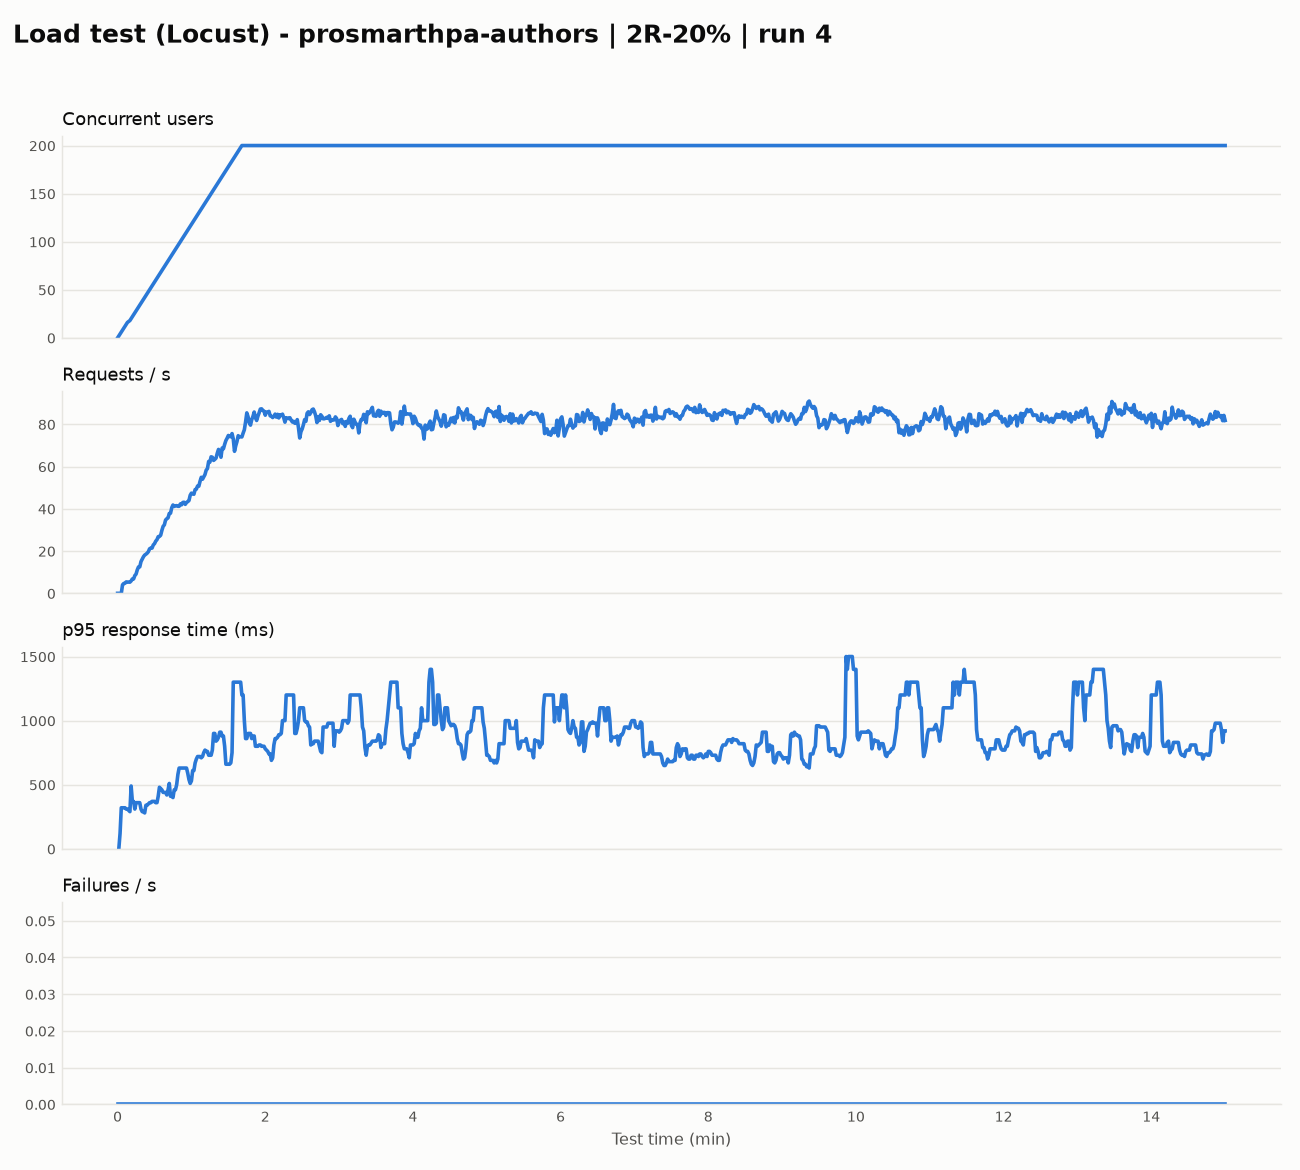 Load test (Locust) - prosmarthpa-authors | 2R-20% | run 4
Concurrent users
200
150
100
50
0
Requests / s
80
60
40
20
0
p95 response time (ms)
1500
1000
500
0
Failures / s
0.05
0.04
0.03
0.02
0.01
0.00
0 2 4 6 8 10 12 14
Test time (min)